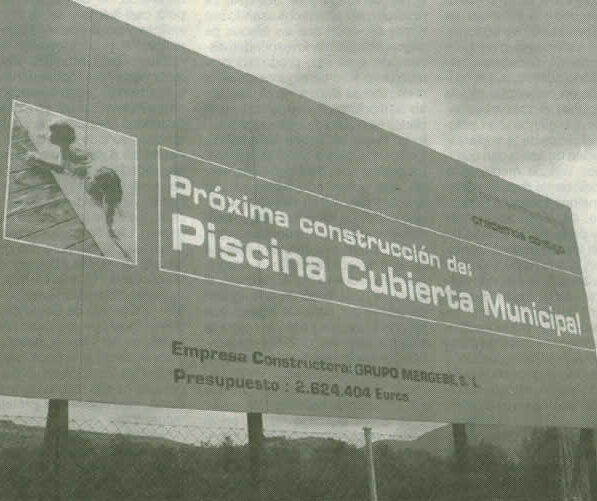 Próxima construcción de:
Piscina Cubierta Municipal
Empresa Constructora: GRUPO MERGEBE, S. L.
Presupuesto : 2.624.404 Euros